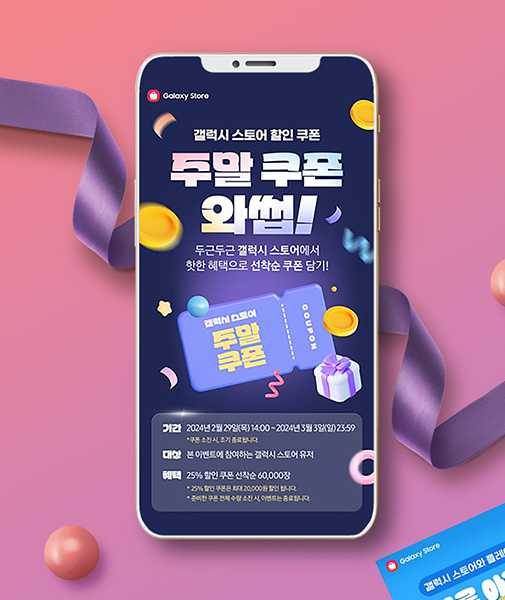 Galaxy Store
갤럭시 스토어 할인 쿠폰
주말 쿠폰
와썹!
두근두근 갤럭시 스토어에서
핫한 혜택으로 선착순 쿠폰 담기!
갤럭시 스토어
주말
쿠폰
COUPON
기간 2024년 2월 29일(목) 14:00 ~ 2024년 3월 3일(일) 23:59
*쿠폰 소진 시, 조기 종료됩니다.
대상 본 이벤트에 참여하는 갤럭시 스토어 유저
혜택 25% 할인 쿠폰 선착순 60,000장
* 25% 할인 쿠폰은 최대 20,000원 할인 됩니다.
* 준비한 쿠폰 전체 수량 소진 시, 이벤트는 종료됩니다.
Galaxy Store
갤럭시 스토어와